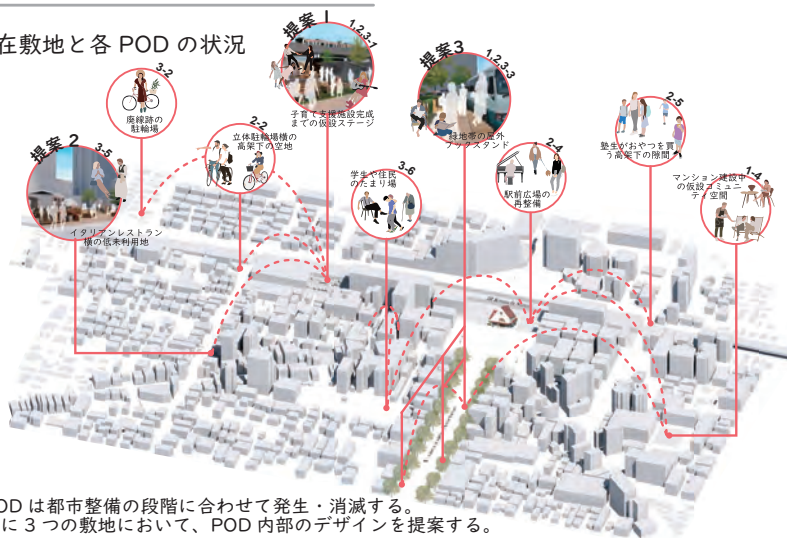 在敷地と各 POD の状況
3-2
廃線跡の
駐輪場
2-2
立体駐輪場横の
高架下の空地
提案 1
1,2,3-1
子育て支援施設完成
までの仮設ステージ
提案3
1,2,3-3
緑地帯の屋外
ブックスタンド
2-5
塾生がおやつを買
う高架下の隙間
提案 2
3-5
イタリアンレストラン
横の低未利用地
3-6
学生や住民
のたまり場
2-4
駅前広場の
再整備
マンション建設中
の仮設コミュニ
ティ空間
1-4
OD は都市整備の段階に合わせて発生・消滅する。
に 3 つの敷地において、POD 内部のデザインを提案する。